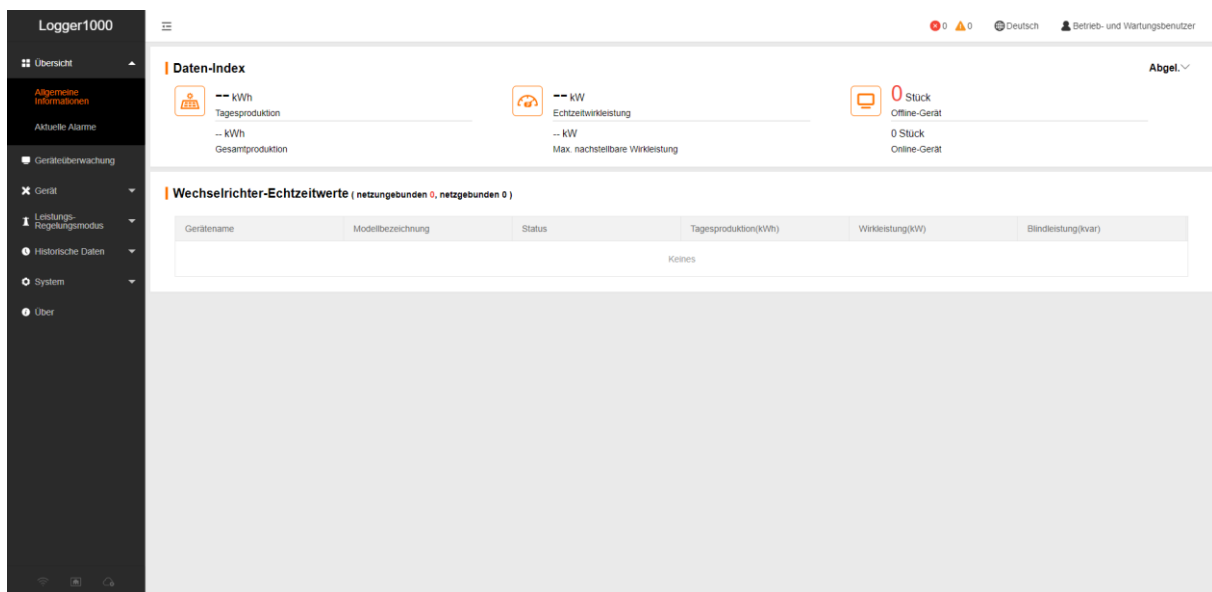 Logger1000
0 0 Deutsch Betrieb- und Wartungsbenutzer
Übersicht
Allgemeine
Informationen
Aktuelle Alarme
Geräteüberwachung
Gerät
Leistungs-
Regelungsmodus
Historische Daten
System
Über
Daten-Index
Abgel.
-- kWh
Tagesproduktion
-- kWh
Gesamtproduktion
-- kW
Echtzeitwirkleistung
-- kW
Max. nachstellbare Wirkleistung
0 Stück
Offline-Gerät
0 Stück
Online-Gerät
Wechselrichter-Echtzeitwerte ( netzungebunden 0, netzgebunden 0 )
Gerätename Modellbezeichnung Status Tagesproduktion(kWh) Wirkleistung(kW) Blindleistung(kvar)
Keines